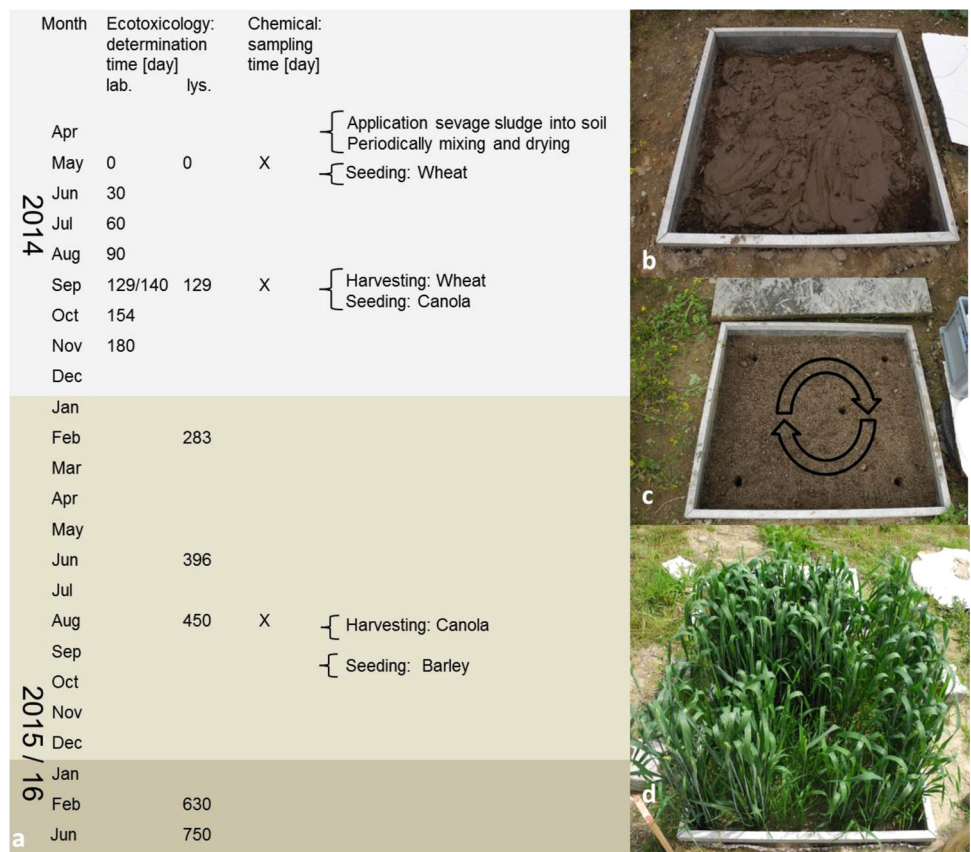 Month Ecotoxicology: Chemical:
determination sampling
time [day] time [day]
lab. lys.
Apr Application sevage sludge into soil
Periodically mixing and drying
May 0 0 X Seeding: Wheat
Jun 30
Jul 60
Aug 90
Sep 129/140 129 X Harvesting: Wheat
Seeding: Canola
Oct 154
Nov 180
Dec
2014
Jan
Feb 283
Mar
Apr
May
Jun 396
Jul
Aug 450 X Harvesting: Canola
Sep Seeding: Barley
Oct
Nov
Dec
Jan
Feb 630
Jun 750
2015 / 16
a
b
c
d